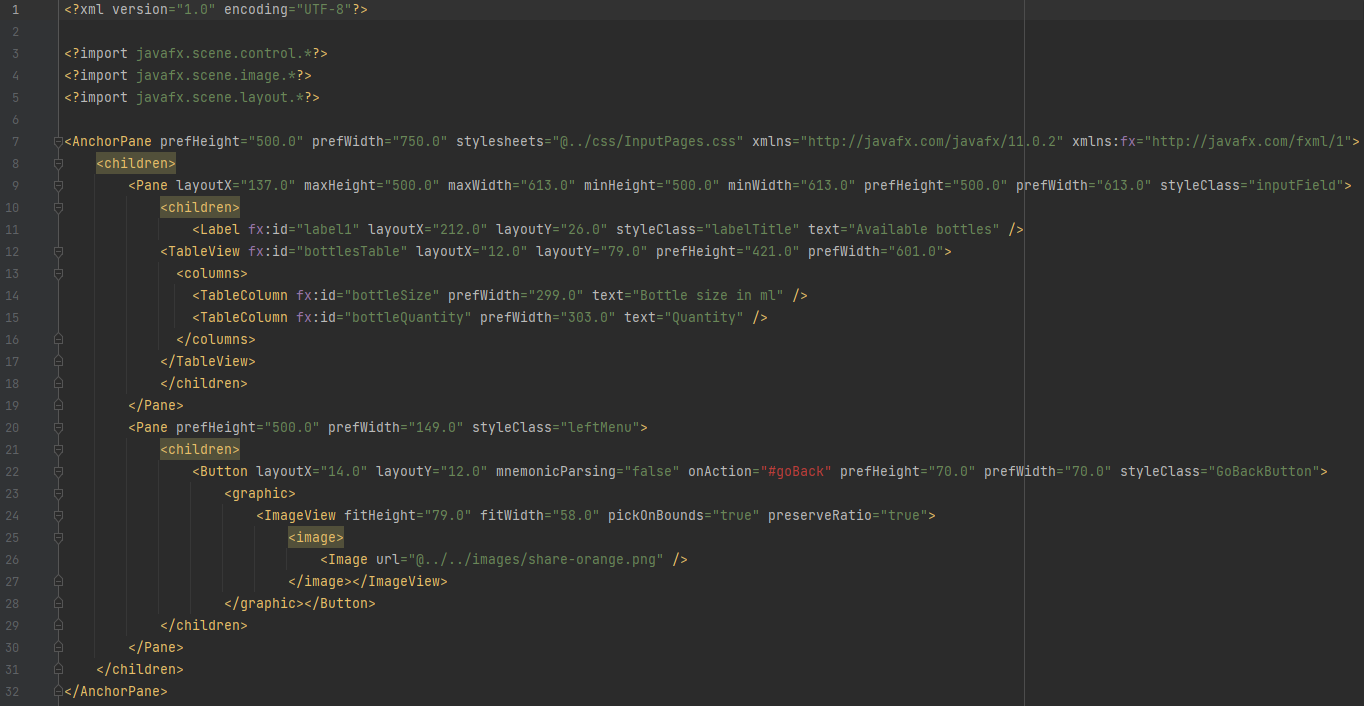 1 <?xml version="1.0" encoding="UTF-8"?>
2
3 <?import javafx.scene.control.*?>
4 <?import javafx.scene.image.*?>
5 <?import javafx.scene.layout.*?>
6
7 <AnchorPane prefHeight="500.0" prefWidth="750.0" stylesheets="@../css/InputPages.css" xmlns="http://javafx.com/javafx/11.0.2" xmlns:fx="http://javafx.com/fxml/1">
8     <children>
9         <Pane layoutX="137.0" maxHeight="500.0" maxWidth="613.0" minHeight="500.0" minWidth="613.0" prefHeight="500.0" prefWidth="613.0" styleClass="inputField">
10             <children>
11                 <Label fx:id="label1" layoutX="212.0" layoutY="26.0" styleClass="labelTitle" text="Available bottles" />
12             <TableView fx:id="bottlesTable" layoutX="12.0" layoutY="79.0" prefHeight="421.0" prefWidth="601.0">
13               <columns>
14                 <TableColumn fx:id="bottleSize" prefWidth="299.0" text="Bottle size in ml" />
15                 <TableColumn fx:id="bottleQuantity" prefWidth="303.0" text="Quantity" />
16               </columns>
17             </TableView>
18             </children>
19         </Pane>
20         <Pane prefHeight="500.0" prefWidth="149.0" styleClass="leftMenu">
21             <children>
22                 <Button layoutX="14.0" layoutY="12.0" mnemonicParsing="false" onAction="#goBack" prefHeight="70.0" prefWidth="70.0" styleClass="GoBackButton">
23                     <graphic>
24                         <ImageView fitHeight="79.0" fitWidth="58.0" pickOnBounds="true" preserveRatio="true">
25                             <image>
26                                 <Image url="@../../images/share-orange.png" />
27                             </image></ImageView>
28                     </graphic></Button>
29             </children>
30         </Pane>
31     </children>
32 </AnchorPane>